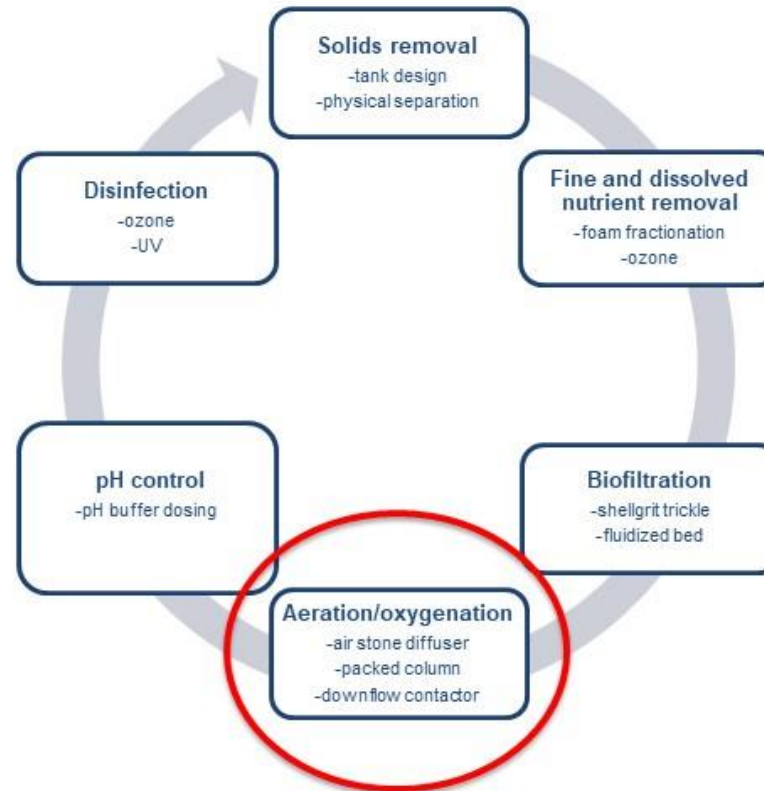 Solids removal
-tank design
-physical separation
Fine and dissolved
nutrient removal
-foam fractionation
-ozone
Biofiltration
-shellgrit trickle
-fluidized bed
Aeration/oxygenation
-air stone diffuser
-packed column
-downflow contactor
pH control
-pH buffer dosing
Disinfection
-ozone
-UV